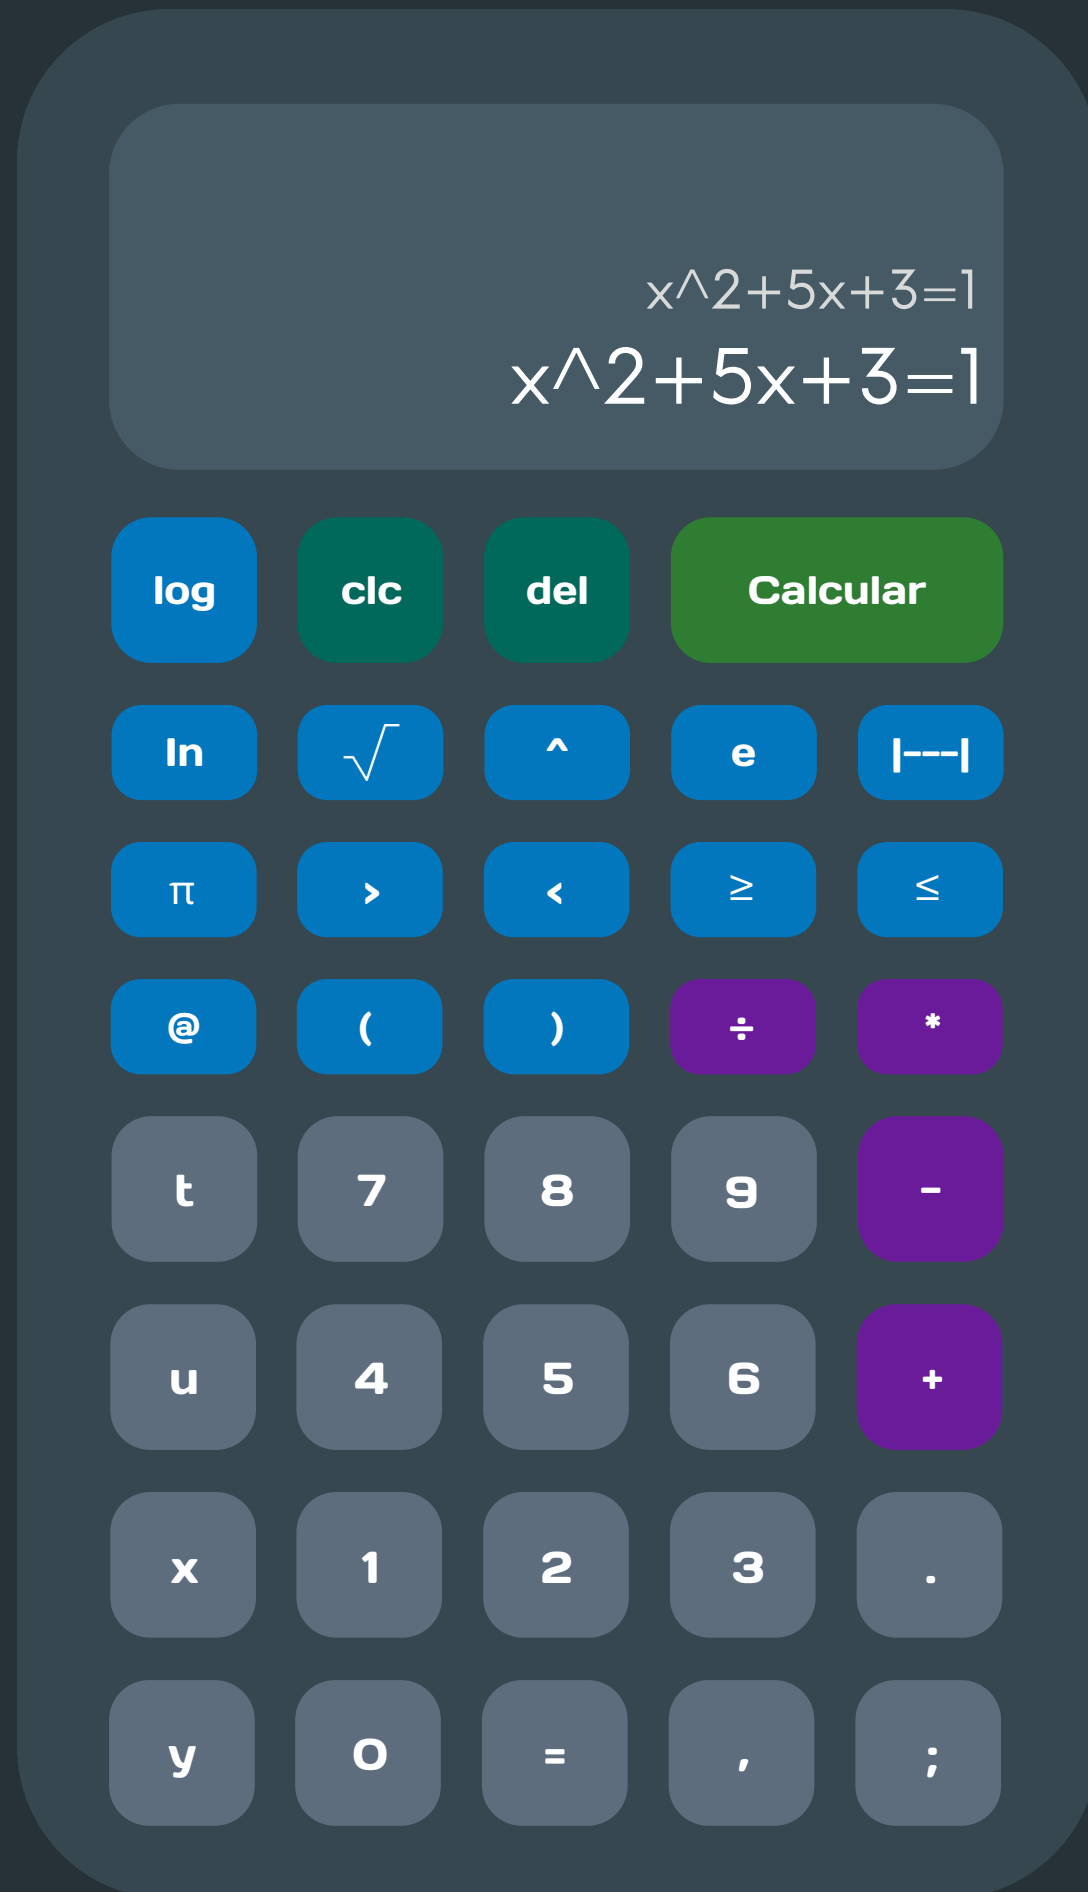 x^2+5x+3=1
x^2+5x+3=1
log clc del Calcular
ln √ ^ e |---|
π > < ≥ ≤
@ ( ) ÷ *
t 7 8 9 -
u 4 5 6 +
x 1 2 3 .
y 0 = , ;